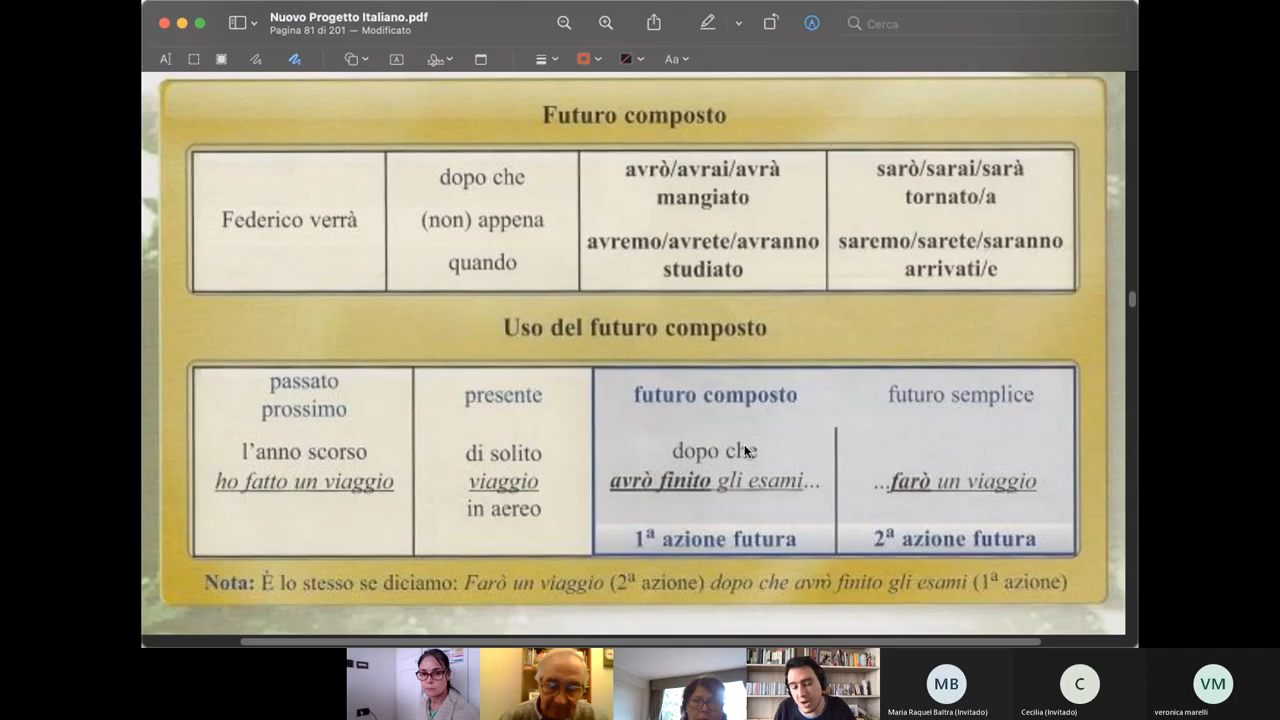 Nuovo Progetto Italiano.pdf
Pagina 81 di 201 — Modificato
Cerca
Aa
Futuro composto
Federico verrà
dopo che
(non) appena
quando
avrò/avrai/avrà
mangiato
avremo/avrete/avranno
studiato
sarò/sarai/sarà
tornato/a
saremo/sarete/saranno
arrivati/e
Uso del futuro composto
passato
prossimo
l'anno scorso
ho fatto un viaggio
presente
di solito
viaggio
in aereo
futuro composto
dopo che
avrò finito gli esami...
1ª azione futura
futuro semplice
...farò un viaggio
2ª azione futura
Nota: È lo stesso se diciamo: Farò un viaggio (2ª azione) dopo che avrò finito gli esami (1ª azione)
MB
Maria Raquel Baltra (Invitado)
C
Cecilia (Invitado)
VM
veronica marelli